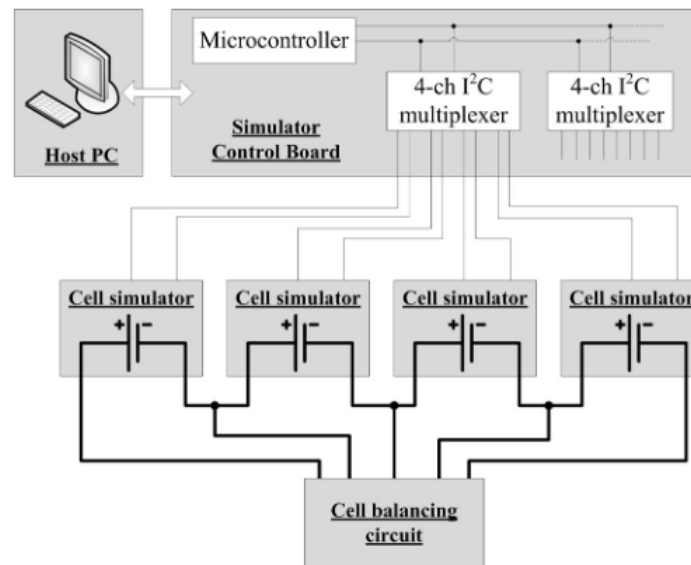 Microcontroller
4-ch I²C
multiplexer
4-ch I²C
multiplexer
Simulator
Control Board
Host PC
Cell simulator
Cell simulator
Cell simulator
Cell simulator
+ −
+ −
+ −
+ −
Cell balancing
circuit